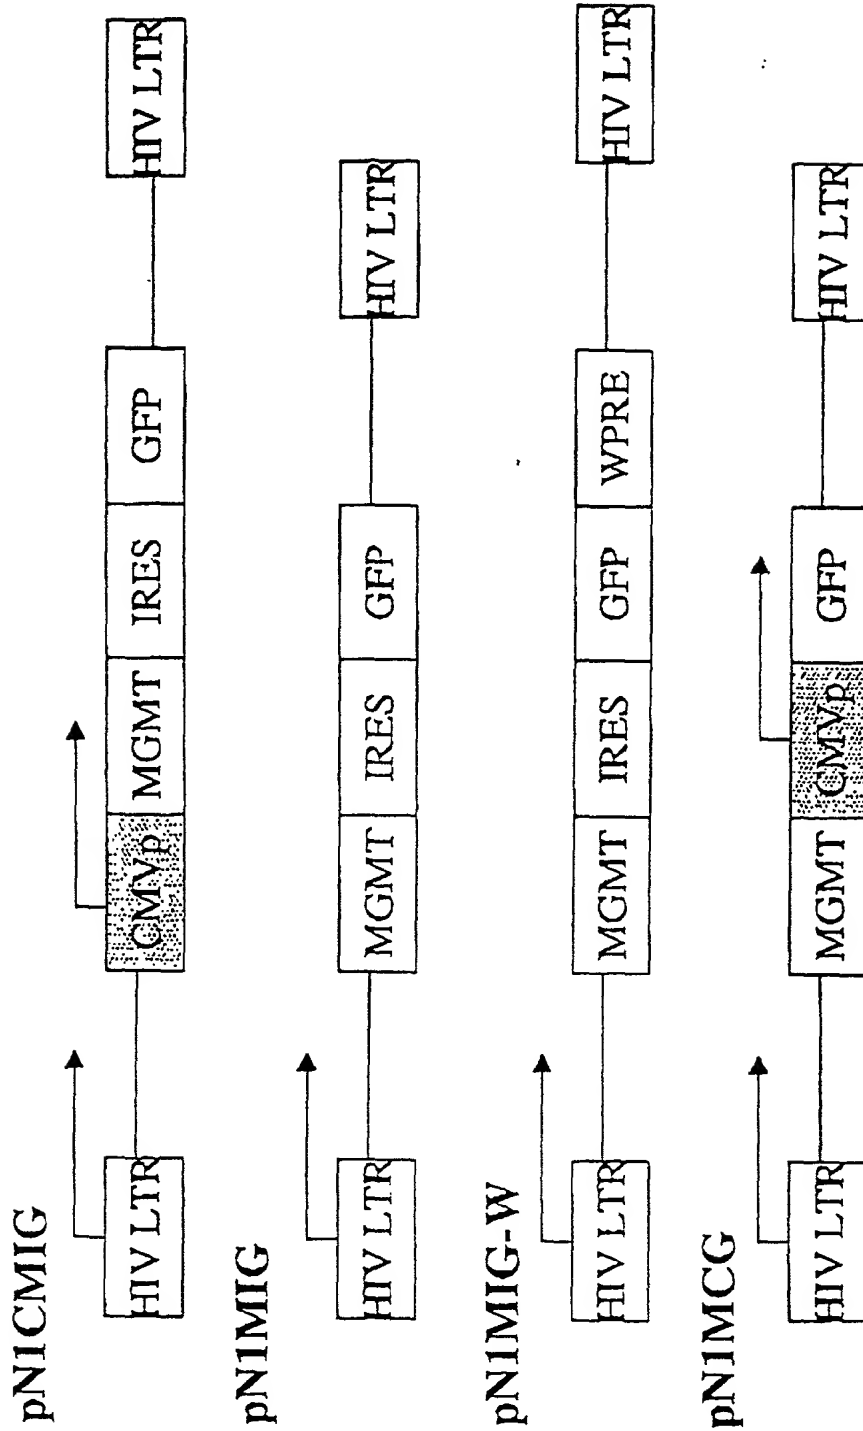 pN1CMIG
HIV LTR CMVp MGMT IRES GFP HIV LTR
pN1MIG
HIV LTR MGMT IRES GFP HIV LTR
pN1MIG-W
HIV LTR MGMT IRES GFP WPRE HIV LTR
pN1MCG
HIV LTR MGMT CMVp GFP HIV LTR